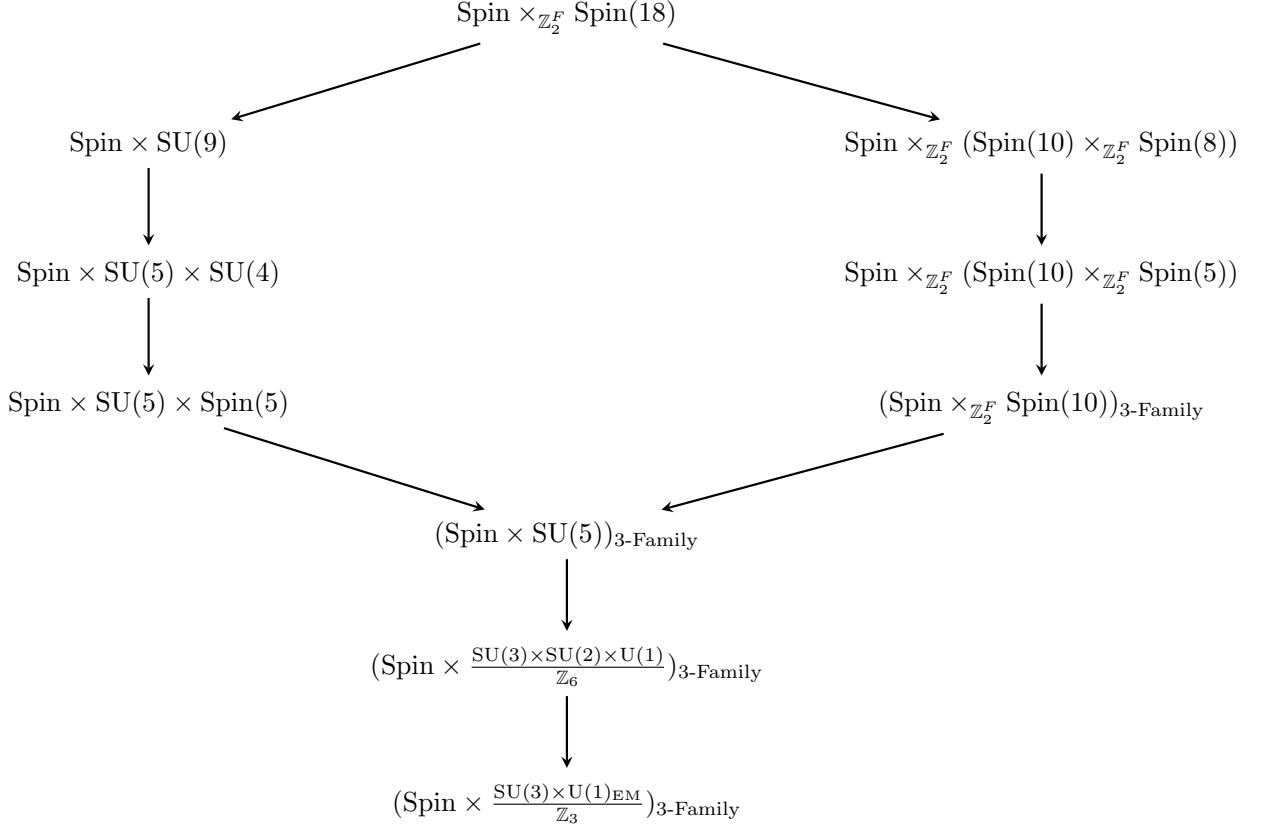 Spin ×_{ℤ₂^F} Spin(18)
Spin × SU(9)
Spin ×_{ℤ₂^F} (Spin(10) ×_{ℤ₂^F} Spin(8))
Spin × SU(5) × SU(4)
Spin ×_{ℤ₂^F} (Spin(10) ×_{ℤ₂^F} Spin(5))
Spin × SU(5) × Spin(5)
(Spin ×_{ℤ₂^F} Spin(10))_{3-Family}
(Spin × SU(5))_{3-Family}
(Spin × \frac{SU(3)×SU(2)×U(1)}{ℤ₆})_{3-Family}
(Spin × \frac{SU(3)×U(1)_{EM}}{ℤ₃})_{3-Family}